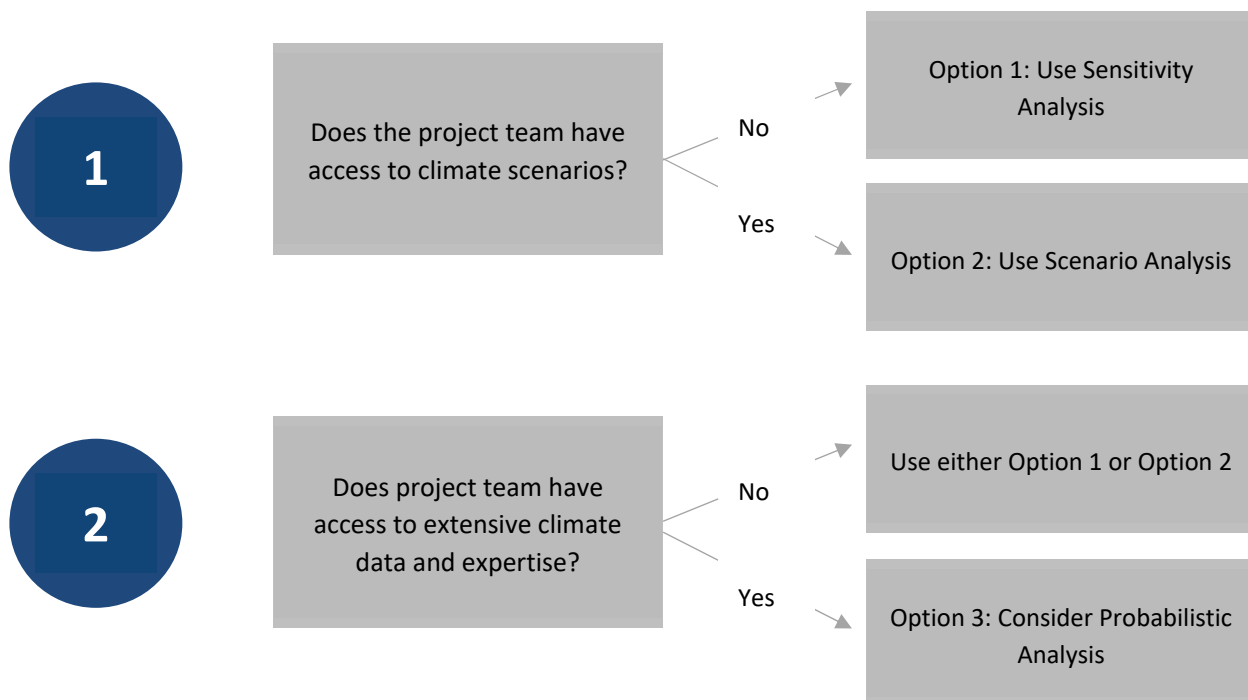 1
Does the project team have
access to climate scenarios?
No
Yes
Option 1: Use Sensitivity
Analysis
Option 2: Use Scenario Analysis
2
Does project team have
access to extensive climate
data and expertise?
No
Yes
Use either Option 1 or Option 2
Option 3: Consider Probabilistic
Analysis